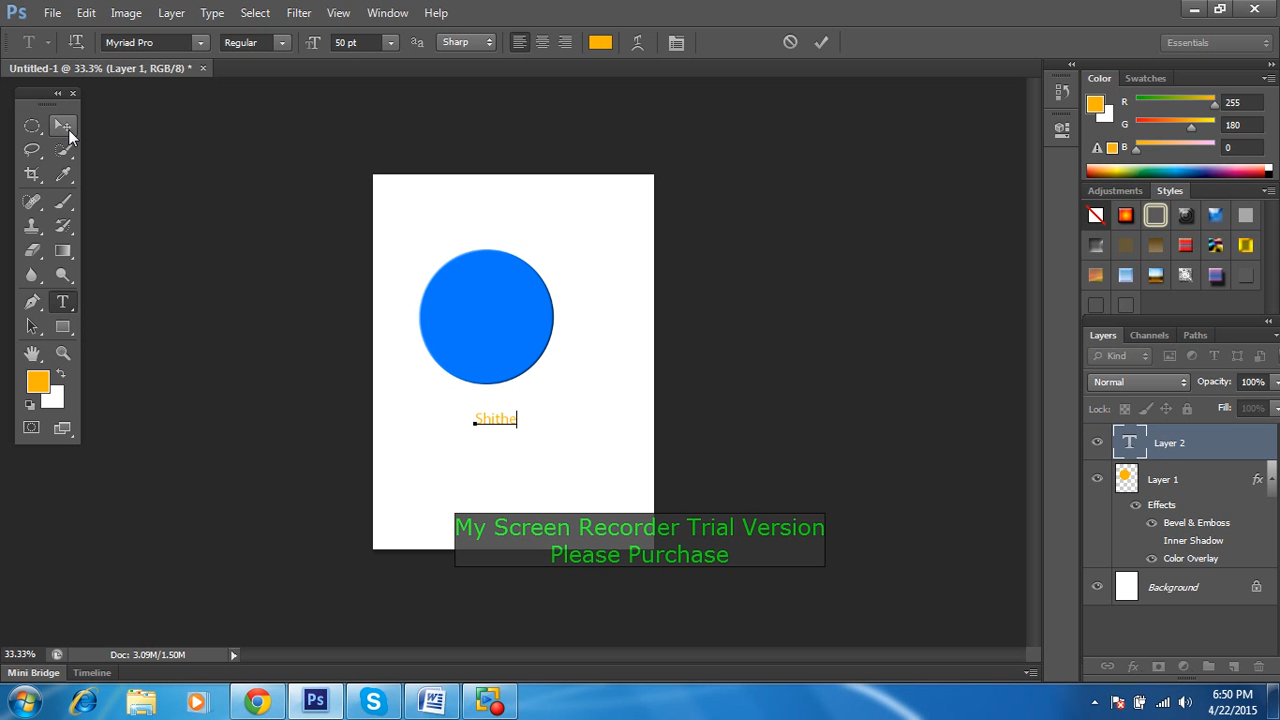 Ps File Edit Image Layer Type Select Filter View Window Help
T Myriad Pro Regular 50 pt Sharp Essentials
Untitled-1 @ 33.3% (Layer 1, RGB/8) *
Color Swatches
R 255
G 180
B 0
Adjustments Styles
Shithe
My Screen Recorder Trial Version
Please Purchase
Layers Channels Paths
Kind
Normal Opacity: 100%
Lock: Fill: 100%
T Layer 2
Layer 1 fx
Effects
Bevel & Emboss
Inner Shadow
Color Overlay
Background
33.33% Doc: 3.09M/1.50M
Mini Bridge Timeline
6:50 PM
4/22/2015